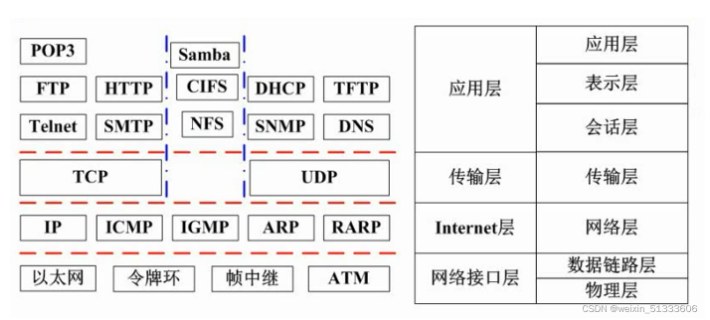 POP3 Samba
FTP HTTP CIFS DHCP TFTP
Telnet SMTP NFS SNMP DNS
TCP UDP
IP ICMP IGMP ARP RARP
以太网 令牌环 帧中继 ATM
应用层 应用层
表示层
会话层
传输层 传输层
Internet层 网络层
网络接口层 数据链路层
物理层
CSDN @weixin_51333606